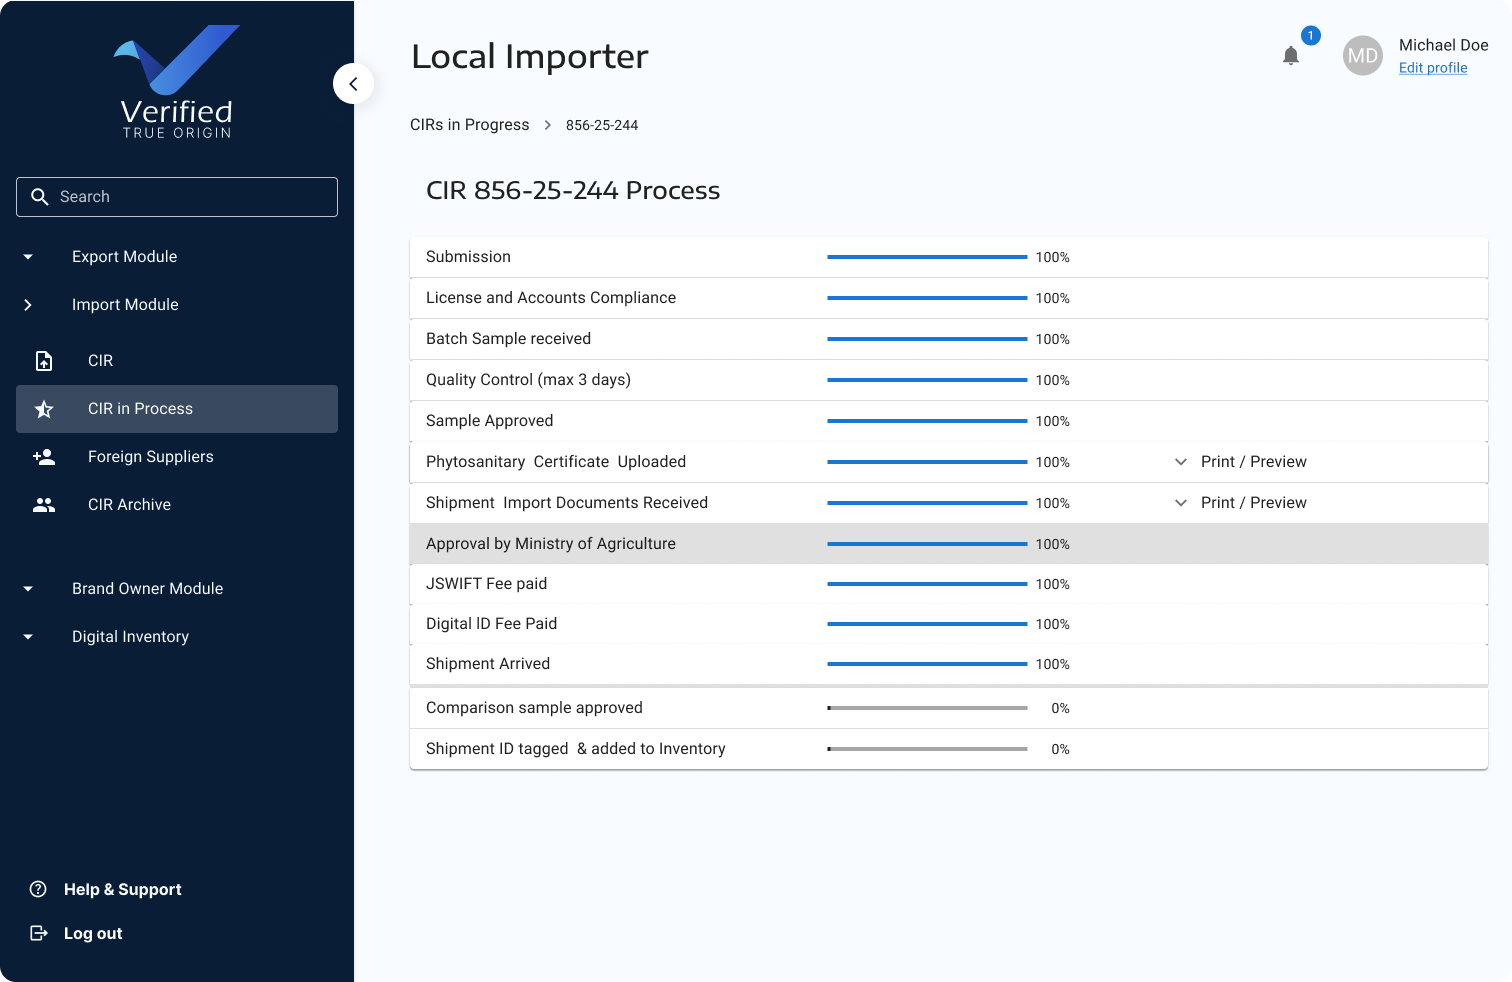 Verified
TRUE ORIGIN
Search
Export Module
Import Module
CIR
CIR in Process
Foreign Suppliers
CIR Archive
Brand Owner Module
Digital Inventory
Help & Support
Log out
Local Importer
1
MD
Michael Doe
Edit profile
CIRs in Progress > 856-25-244
CIR 856-25-244 Process
Submission 100%
License and Accounts Compliance 100%
Batch Sample received 100%
Quality Control (max 3 days) 100%
Sample Approved 100%
Phytosanitary Certificate Uploaded 100% Print / Preview
Shipment Import Documents Received 100% Print / Preview
Approval by Ministry of Agriculture 100%
JSWIFT Fee paid 100%
Digital ID Fee Paid 100%
Shipment Arrived 100%
Comparison sample approved 0%
Shipment ID tagged & added to Inventory 0%